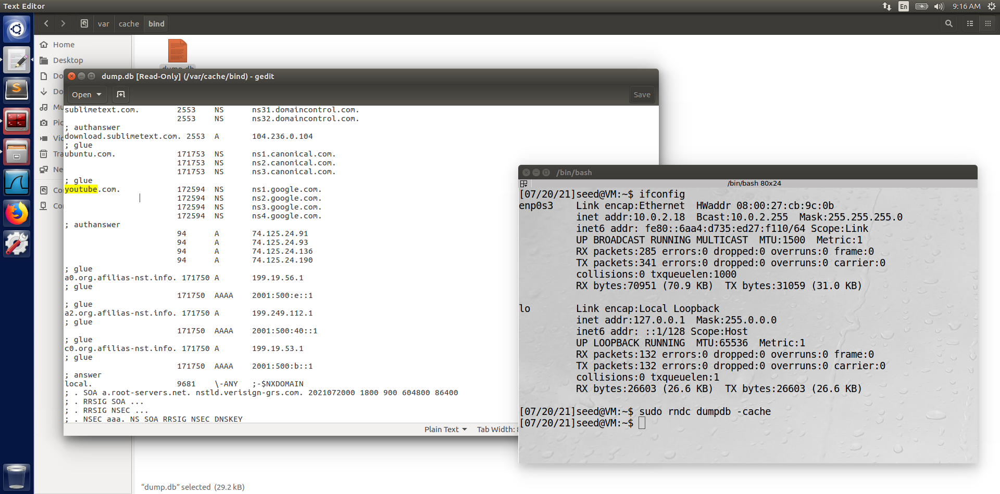 Text Editor
En
9:16 AM
var
cache
bind
Home
Desktop
Do
Do
Mu
Pic
Vid
Tra
Ne
Co
Co
dump.db
dump.db [Read-Only] (/var/cache/bind) - gedit
Open
Save
sublimetext.com. 2553 NS ns31.domaincontrol.com.
2553 NS ns32.domaincontrol.com.
; authanswer
download.sublimetext.com. 2553 A 104.236.0.104
; glue
ubuntu.com. 171753 NS ns1.canonical.com.
171753 NS ns2.canonical.com.
171753 NS ns3.canonical.com.
; glue
youtube.com. 172594 NS ns1.google.com.
172594 NS ns2.google.com.
172594 NS ns3.google.com.
172594 NS ns4.google.com.
; authanswer
94 A 74.125.24.91
94 A 74.125.24.93
94 A 74.125.24.136
94 A 74.125.24.190
; glue
a0.org.afilias-nst.info. 171750 A 199.19.56.1
; glue
171750 AAAA 2001:500:e::1
; glue
a2.org.afilias-nst.info. 171750 A 199.249.112.1
; glue
171750 AAAA 2001:500:40::1
; glue
c0.org.afilias-nst.info. 171750 A 199.19.53.1
; glue
171750 AAAA 2001:500:b::1
; answer
local. 9681 \-ANY ;-$NXDOMAIN
; . SOA a.root-servers.net. nstld.verisign-grs.com. 2021072000 1800 900 604800 86400
; . RRSIG SOA ...
; . RRSIG NSEC ...
; . NSEC aaa. NS SOA RRSIG NSEC DNSKEY
Plain Text
Tab Width: 8
/bin/bash
/bin/bash 80x24
[07/20/21]seed@VM:~$ ifconfig
enp0s3 Link encap:Ethernet HWaddr 08:00:27:cb:9c:0b
inet addr:10.0.2.18 Bcast:10.0.2.255 Mask:255.255.255.0
inet6 addr: fe80::6aa4:d735:ed27:f110/64 Scope:Link
UP BROADCAST RUNNING MULTICAST MTU:1500 Metric:1
RX packets:285 errors:0 dropped:0 overruns:0 frame:0
TX packets:341 errors:0 dropped:0 overruns:0 carrier:0
collisions:0 txqueuelen:1000
RX bytes:70951 (70.9 KB) TX bytes:31059 (31.0 KB)
lo Link encap:Local Loopback
inet addr:127.0.0.1 Mask:255.0.0.0
inet6 addr: ::1/128 Scope:Host
UP LOOPBACK RUNNING MTU:65536 Metric:1
RX packets:132 errors:0 dropped:0 overruns:0 frame:0
TX packets:132 errors:0 dropped:0 overruns:0 carrier:0
collisions:0 txqueuelen:1
RX bytes:26603 (26.6 KB) TX bytes:26603 (26.6 KB)
[07/20/21]seed@VM:~$ sudo rndc dumpdb -cache
[07/20/21]seed@VM:~$
“dump.db” selected (29.2 kB)